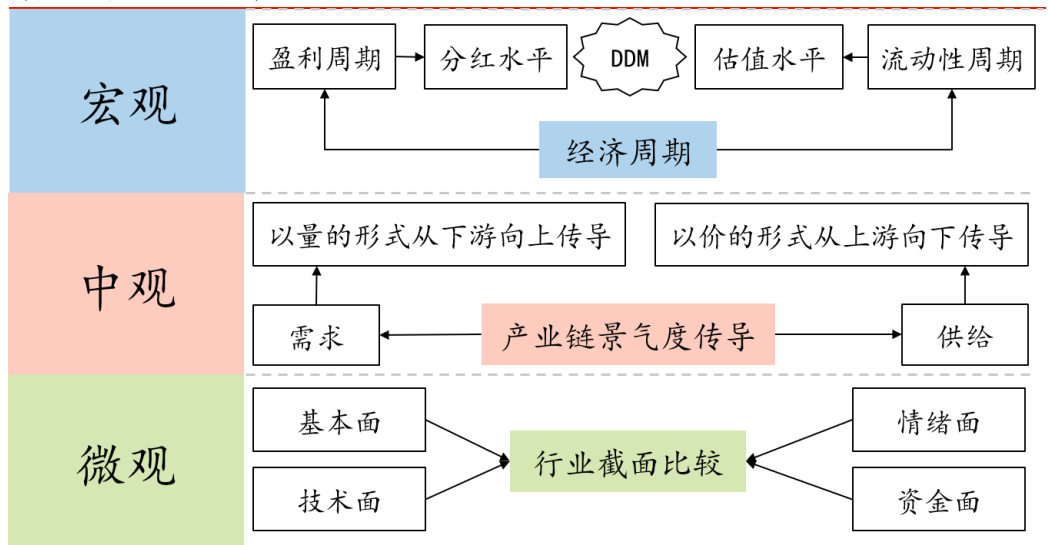 宏观
盈利周期
分红水平
DDM
估值水平
流动性周期
经济周期
中观
以量的形式从下游向上传导
以价的形式从上游向下传导
需求
产业链景气度传导
供给
微观
基本面
情绪面
行业截面比较
技术面
资金面